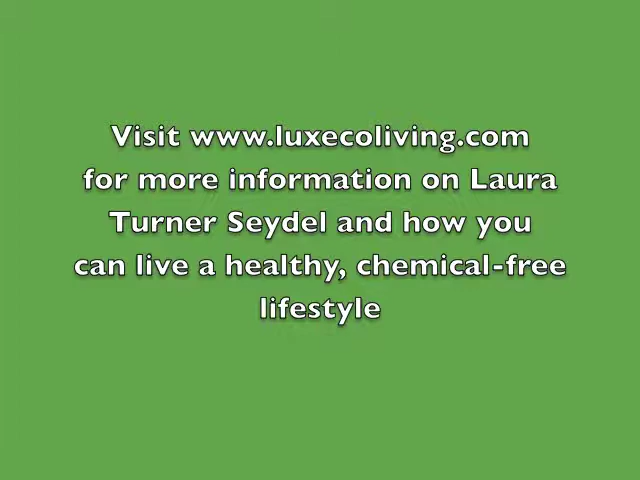 Visit www.luxecoliving.com
for more information on Laura
Turner Seydel and how you
can live a healthy, chemical-free
lifestyle